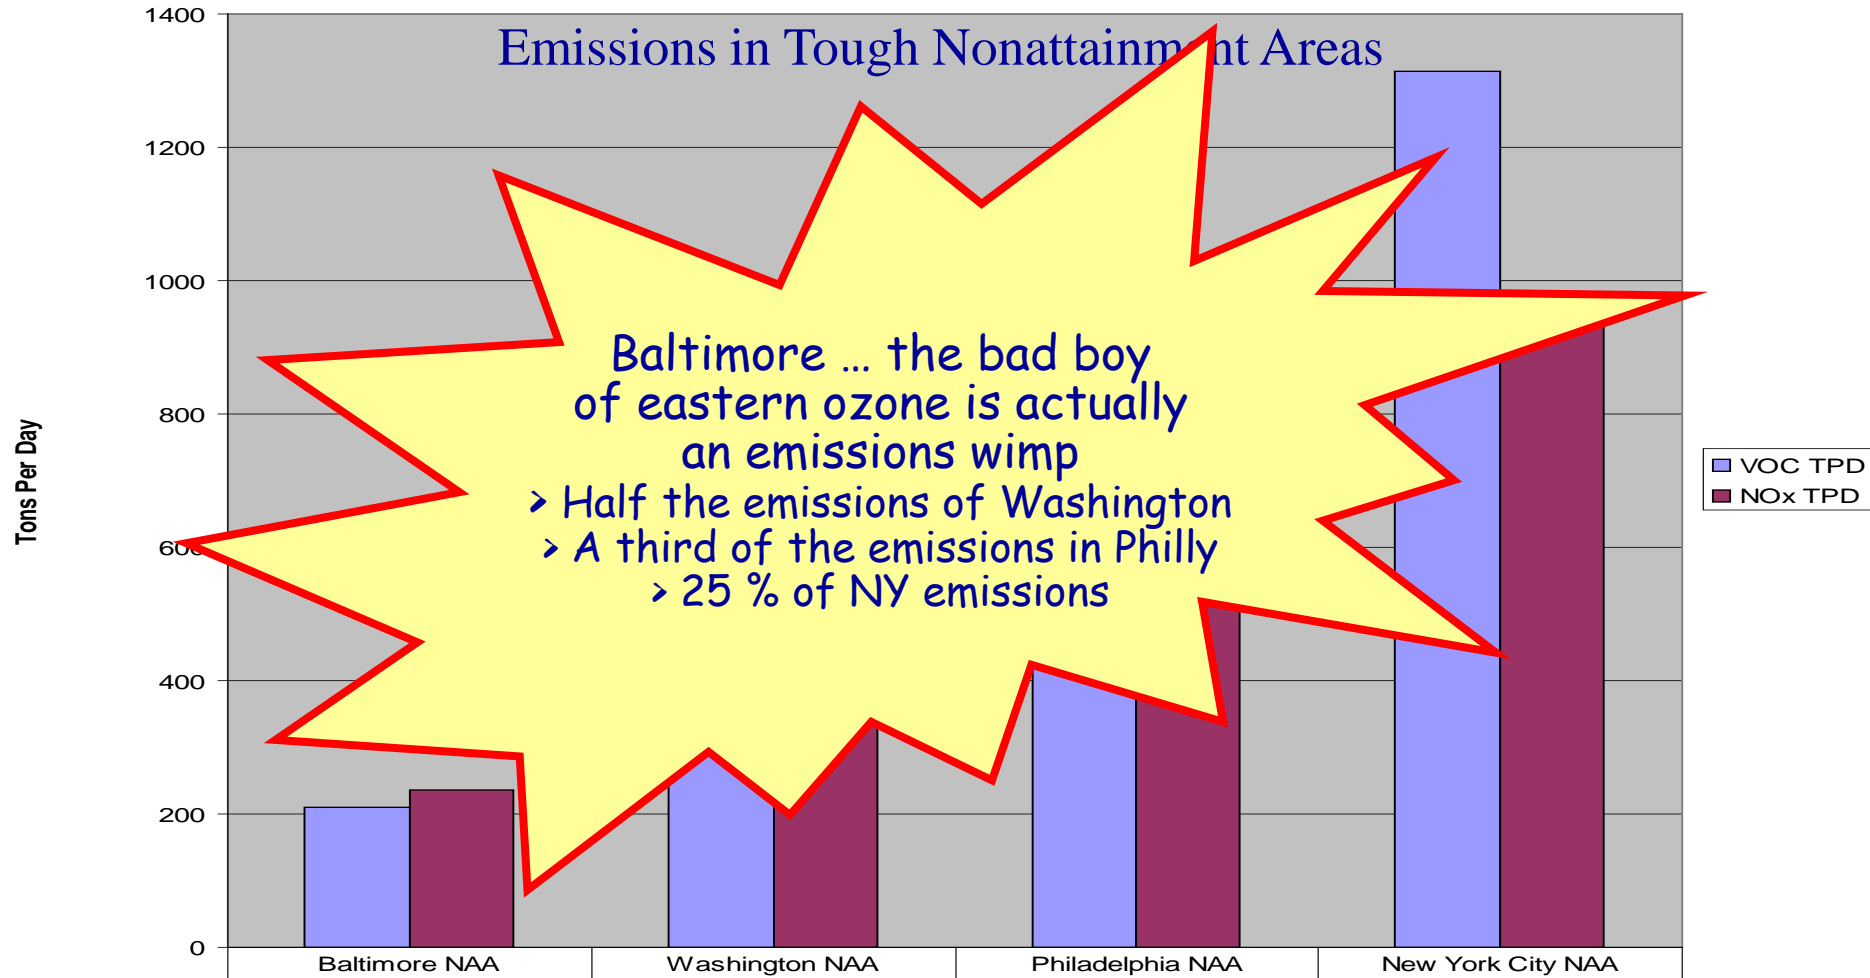 1400
Emissions in Tough Nonattainm nt Areas
1200
1000
800
600
400
200
0
Tons Per Day
Baltimore ... the bad boy
of eastern ozone is actually
an emissions wimp
> Half the emissions of Washington
> A third of the emissions in Philly
> 25 % of NY emissions
VOC TPD
NOx TPD
Baltimore NAA
Washington NAA
Philadelphia NAA
New York City NAA